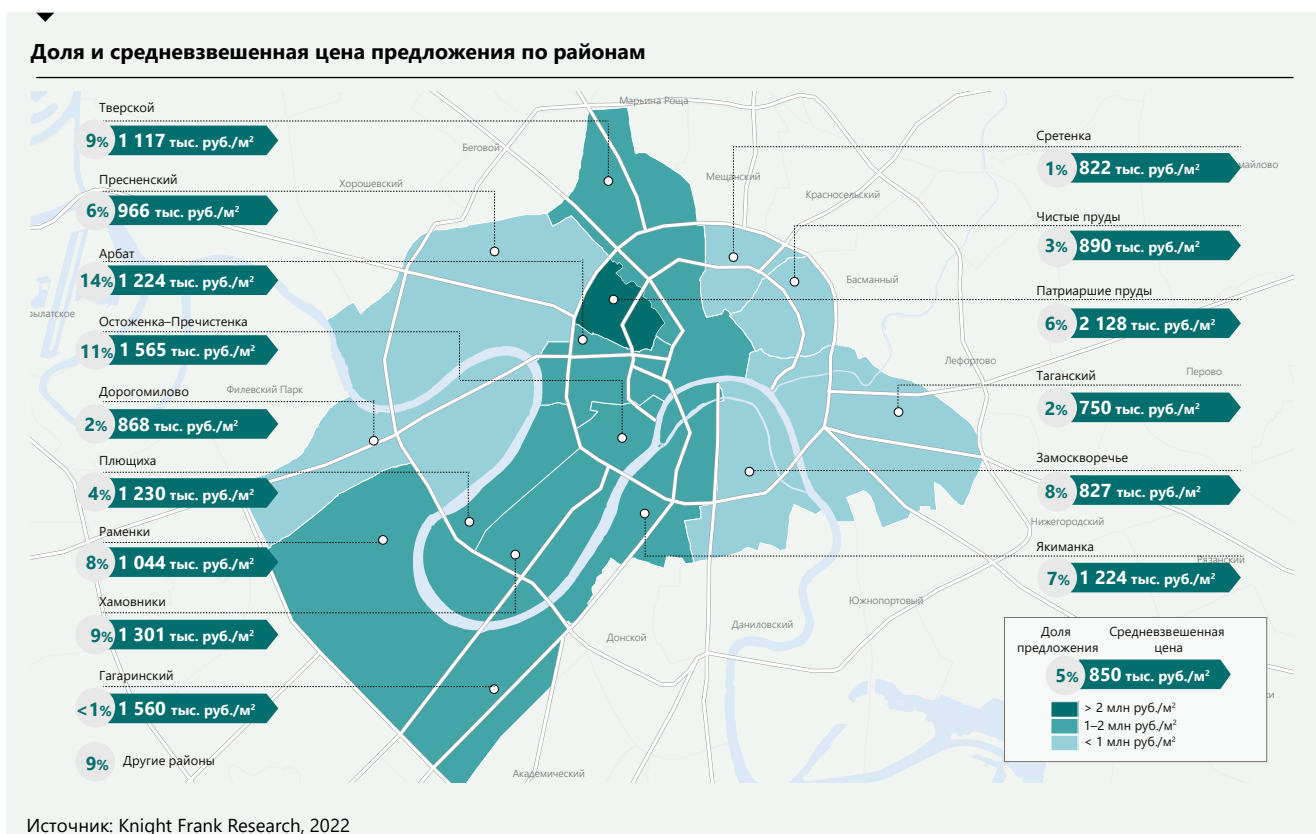 Доля и средневзвешенная цена предложения по районам
Тверской
9% 1 117 тыс. руб./м²
Пресненский
6% 966 тыс. руб./м²
Арбат
14% 1 224 тыс. руб./м²
Остоженка–Пречистенка
11% 1 565 тыс. руб./м²
Дорогомилово
2% 868 тыс. руб./м²
Плющиха
4% 1 230 тыс. руб./м²
Раменки
8% 1 044 тыс. руб./м²
Хамовники
9% 1 301 тыс. руб./м²
Гагаринский
<1% 1 560 тыс. руб./м²
9% Другие районы
Марьина Роща
Беговой
Хорошевский
Мещанский
Красносельский
Басманный
Лефортово
Перово
Филевский Парк
Нижегородский
Рязанский
Южнопортовый
Даниловский
Донской
Академический
Сретенка
1% 822 тыс. руб./м²
майлово
Чистые пруды
3% 890 тыс. руб./м²
Патриаршие пруды
6% 2 128 тыс. руб./м²
рылатское
Таганский
2% 750 тыс. руб./м²
Замоскворечье
8% 827 тыс. руб./м²
Якиманка
7% 1 224 тыс. руб./м²
Доля предложения
Средневзвешенная цена
5% 850 тыс. руб./м²
> 2 млн руб./м²
1–2 млн руб./м²
< 1 млн руб./м²
ки
Источник: Knight Frank Research, 2022